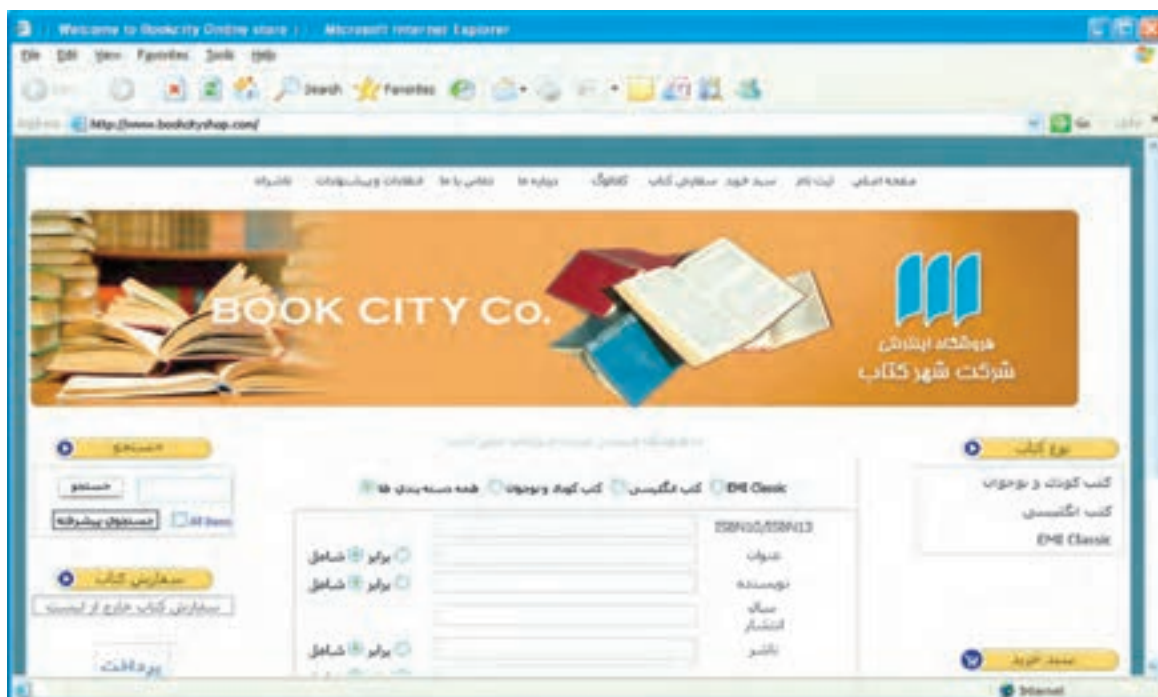 Welcome to Bookcity Online store Microsoft Internet Explorer
File Edit View Favorites Tools Help
Search Favorites
http://www.bookcityshop.com/ Go
صفحه اصلی ثبت نام سبد خرید سفارش کتاب کاتالوگ درباره ما تماس با ما انتقادات و پیشنهادات ناشران
BOOK CITY Co.
فروشگاه اینترنتی
شرکت شهر کتاب
نوع کتاب
کتب کودک و نوجوان
کتب انگلیسی
EMI Classic
سبد خرید
EMI Classic کتب انگلیسی کتب کودک و نوجوان همه دسته بندی ها
ISBN10/ISBN13
عنوان برابر شامل
نویسنده برابر شامل
سال
انتشار
ناشر برابر شامل
جستجو
جستجو
All Items جستجوی پیشرفته
سفارش کتاب
سفارش کتاب خارج از لیست
پرداخت
Internet